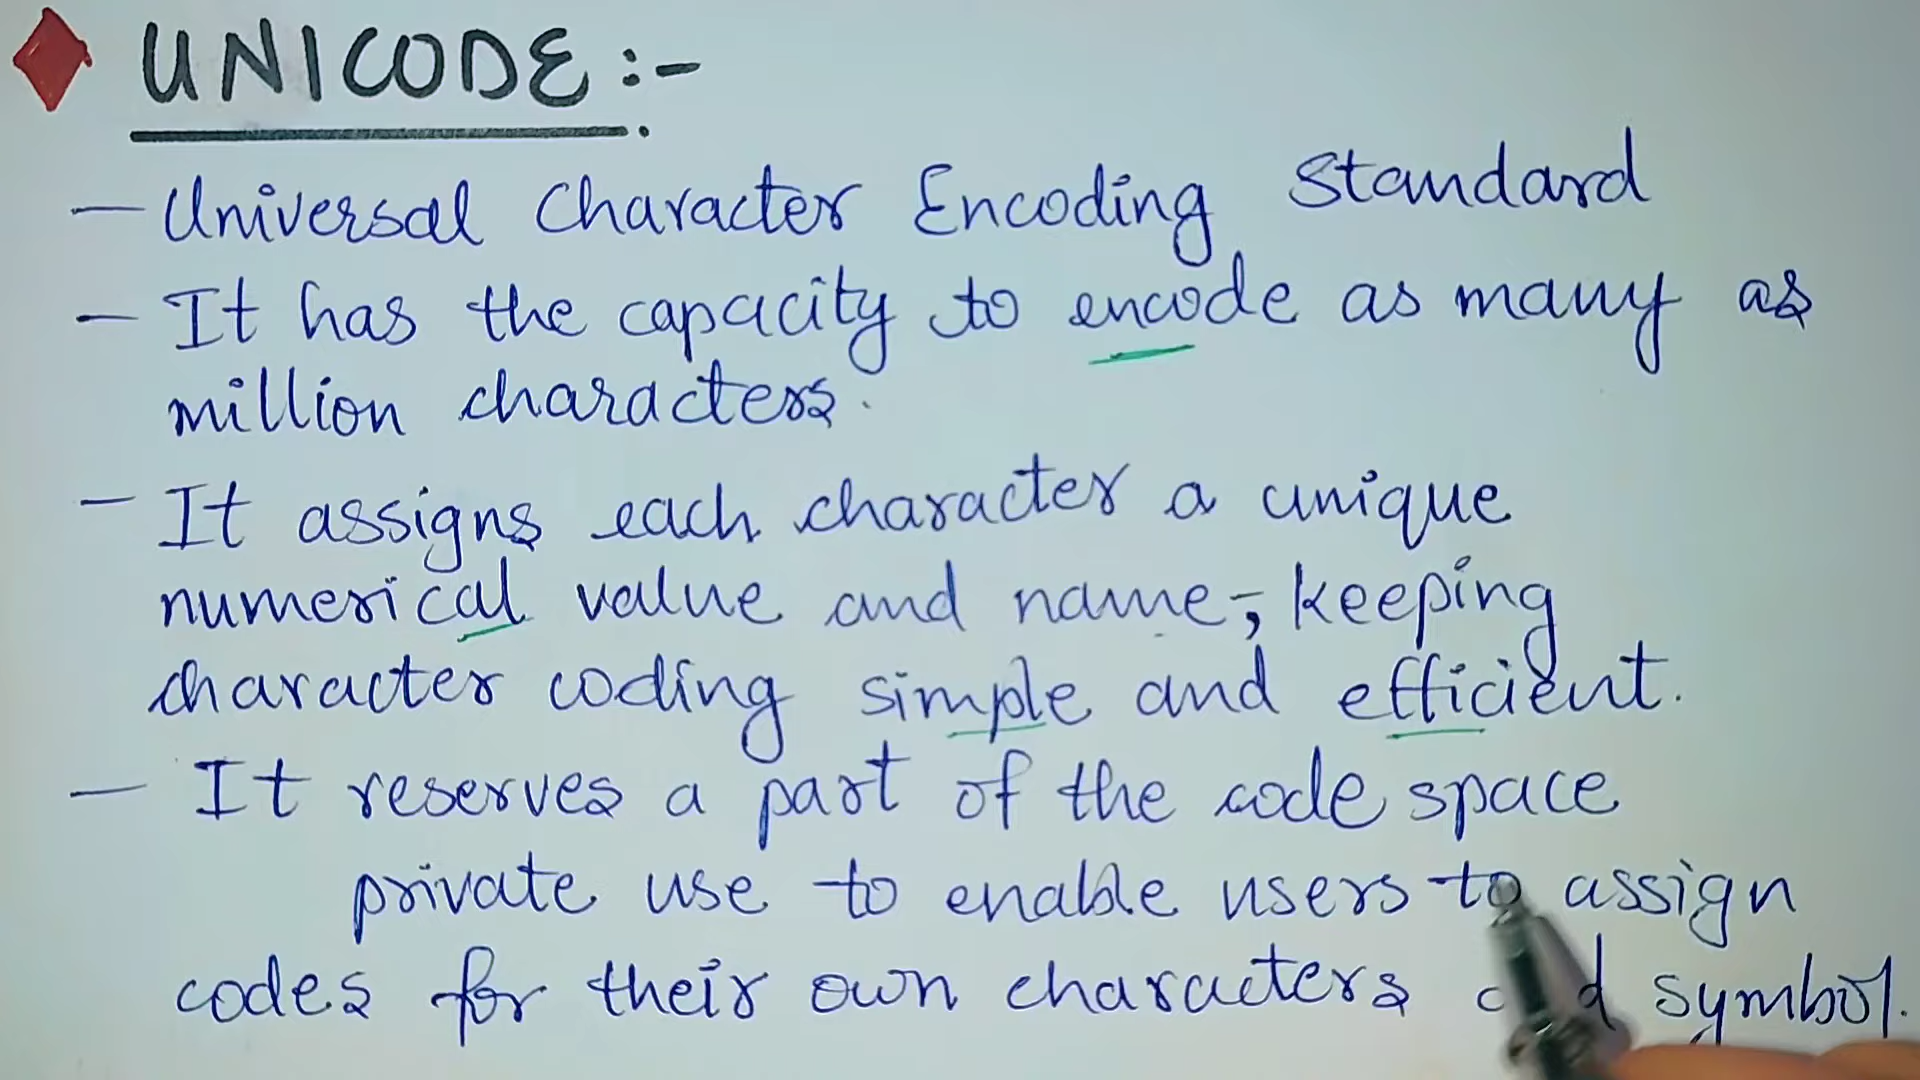 UNICODE :-
- Universal Character Encoding Standard
- It has the capacity to encode as many as
million characters.
- It assigns each character a unique
numerical value and name, keeping
character coding simple and efficient.
- It reserves a part of the code space
private use to enable users to assign
codes for their own characters symbol.